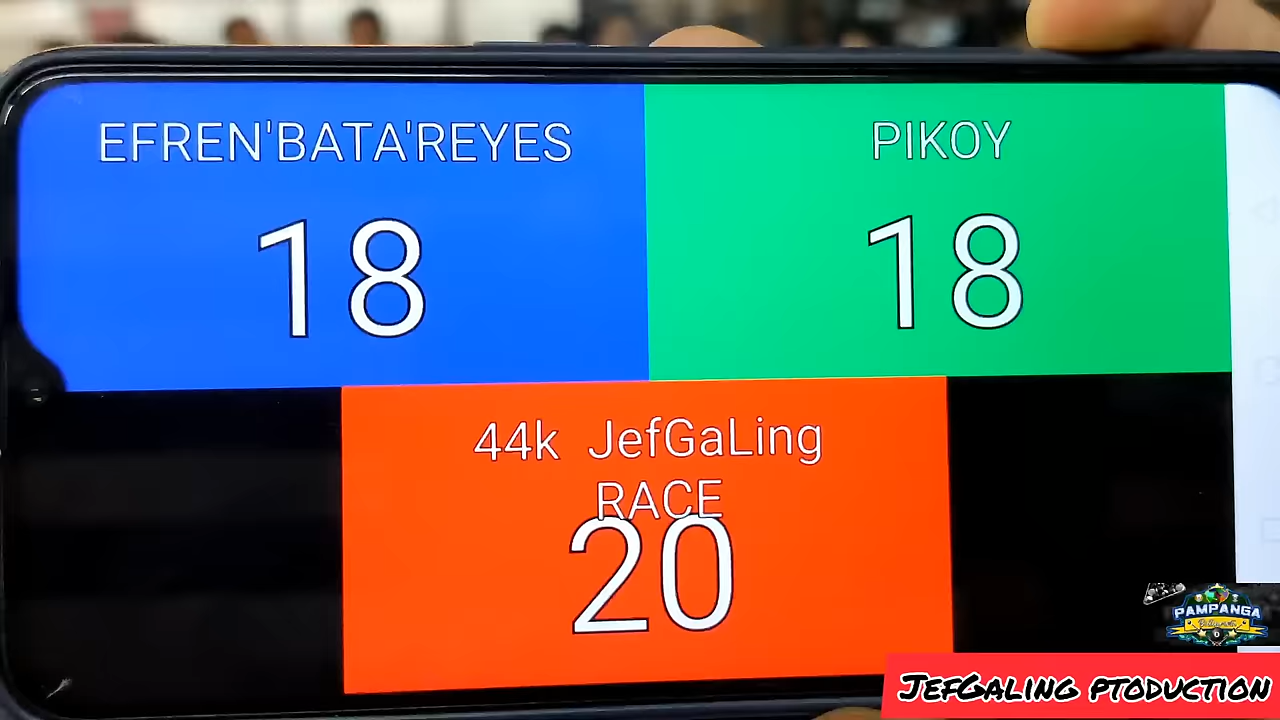 EFREN'BATA'REYES
PIKOY
18
18
44k JefGaLing
RACE
20
PAMPANGA
JefGaling ptoduction